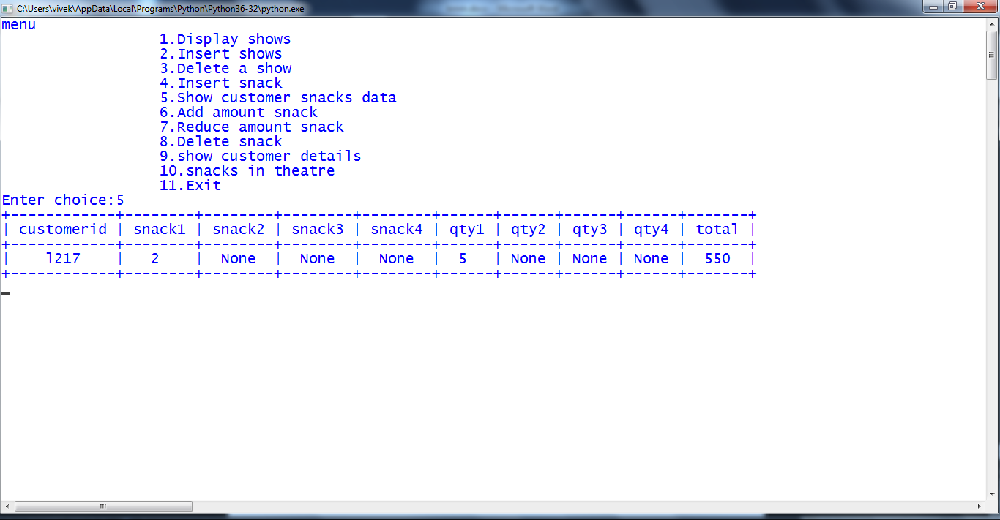 C:\Users\vivek\AppData\Local\Programs\Python\Python36-32\python.exe
menu
1.Display shows
2.Insert shows
3.Delete a show
4.Insert snack
5.Show customer snacks data
6.Add amount snack
7.Reduce amount snack
8.Delete snack
9.show customer details
10.snacks in theatre
11.Exit
Enter choice:5
+------------+--------+--------+--------+--------+------+------+------+------+-------+
| customerid | snack1 | snack2 | snack3 | snack4 | qty1 | qty2 | qty3 | qty4 | total |
+------------+--------+--------+--------+--------+------+------+------+------+-------+
|    l217    |   2    |  None  |  None  |  None  |  5   | None | None | None |  550  |
+------------+--------+--------+--------+--------+------+------+------+------+-------+